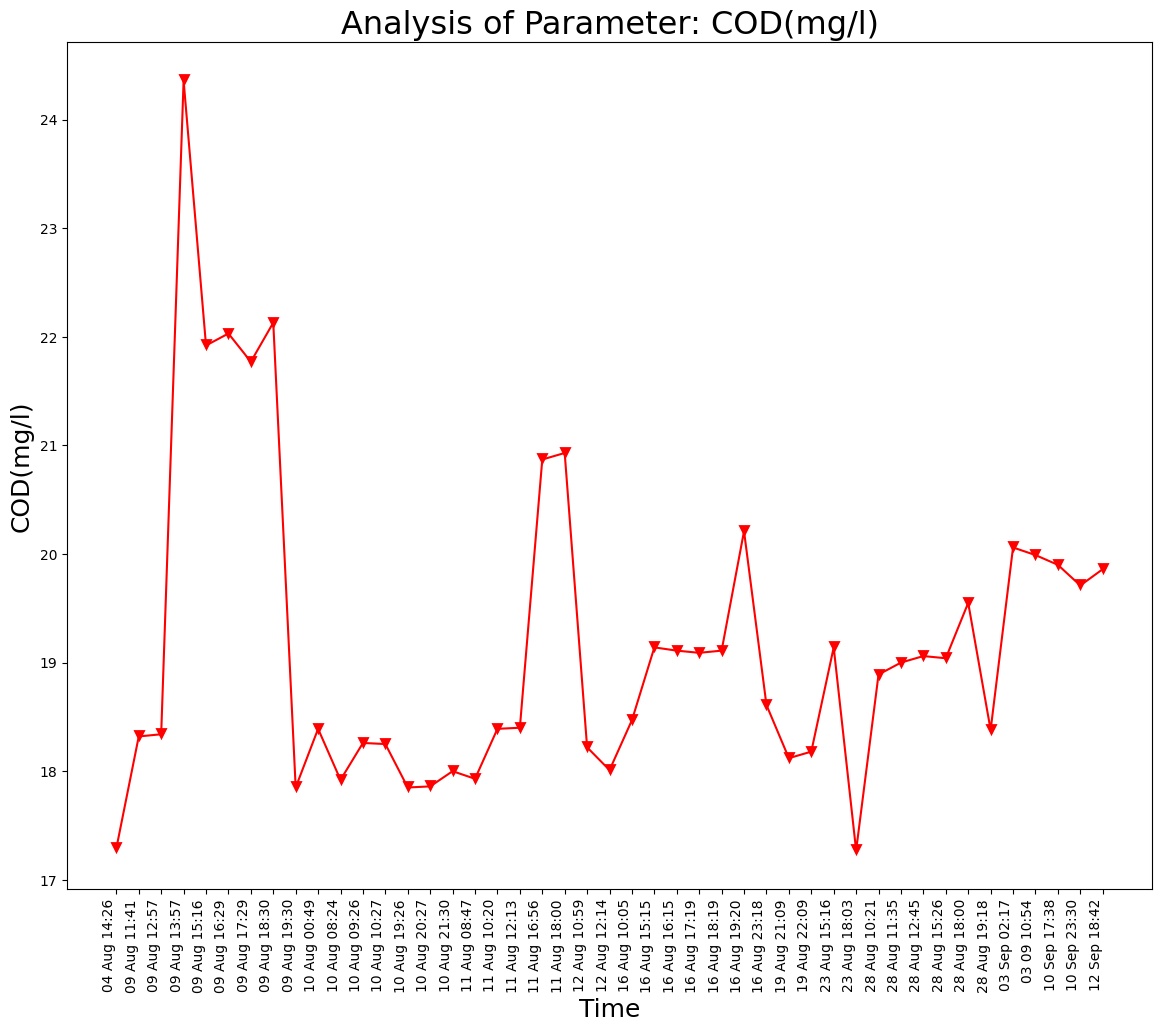 Analysis of Parameter: COD(mg/l)
COD(mg/l)
24
23
22
21
20
19
18
17
04 Aug 14:26
09 Aug 11:41
09 Aug 12:57
09 Aug 13:57
09 Aug 15:16
09 Aug 16:29
09 Aug 17:29
09 Aug 18:30
09 Aug 19:30
10 Aug 00:49
10 Aug 08:24
10 Aug 09:26
10 Aug 10:27
10 Aug 19:26
10 Aug 20:27
10 Aug 21:30
11 Aug 08:47
11 Aug 10:20
11 Aug 12:13
11 Aug 16:56
11 Aug 18:00
12 Aug 10:59
12 Aug 12:14
16 Aug 10:05
16 Aug 15:15
16 Aug 16:15
16 Aug 17:19
16 Aug 18:19
16 Aug 19:20
16 Aug 23:18
19 Aug 21:09
19 Aug 22:09
23 Aug 15:16
23 Aug 18:03
28 Aug 10:21
28 Aug 11:35
28 Aug 12:45
28 Aug 15:26
28 Aug 18:00
28 Aug 19:18
03 Sep 02:17
03 09 10:54
10 Sep 17:38
10 Sep 23:30
12 Sep 18:42
Time